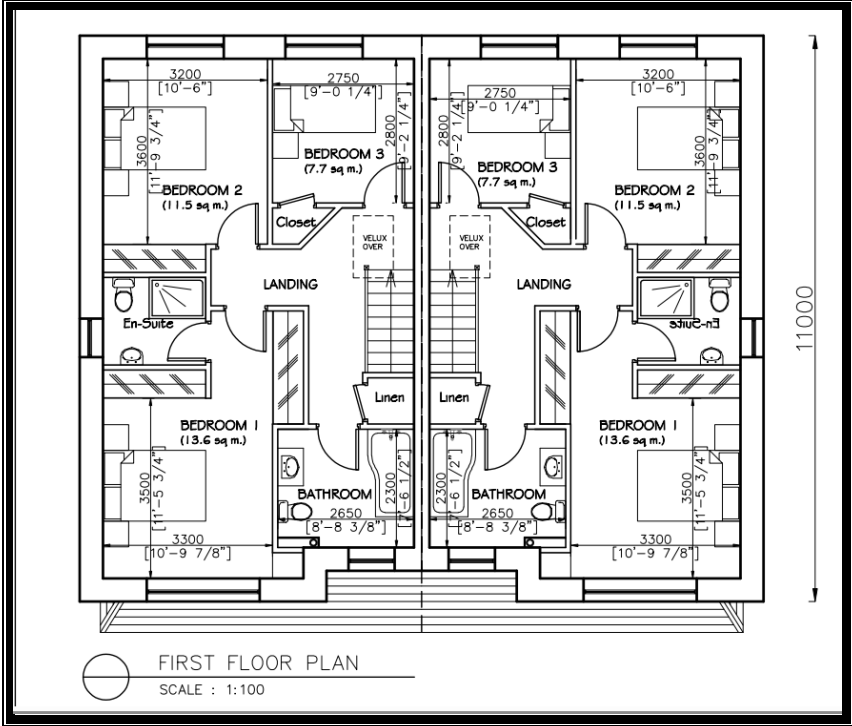 3200
[10'-6"]
2750
[9'-0 1/4"]
2750
[9'-0 1/4"]
3200
[10'-6"]
3600
[11'-9 3/4"]
2800
[9'-2 1/4"]
2800
[9'-2 1/4"]
3600
[11'-9 3/4"]
BEDROOM 3
(7.7 sq m.)
BEDROOM 3
(7.7 sq m.)
BEDROOM 2
(11.5 sq m.)
BEDROOM 2
(11.5 sq m.)
Closet
Closet
VELUX
OVER
VELUX
OVER
LANDING
LANDING
En-Suite
En-Suite
11000
Linen
Linen
BEDROOM 1
(13.6 sq m.)
BEDROOM 1
(13.6 sq m.)
3500
[11'-5 3/4"]
2300
[7'-6 1/2"]
2300
[7'-6 1/2"]
3500
[11'-5 3/4"]
BATHROOM
BATHROOM
2650
[8'-8 3/8"]
2650
[8'-8 3/8"]
3300
[10'-9 7/8"]
3300
[10'-9 7/8"]
FIRST FLOOR PLAN
SCALE : 1:100